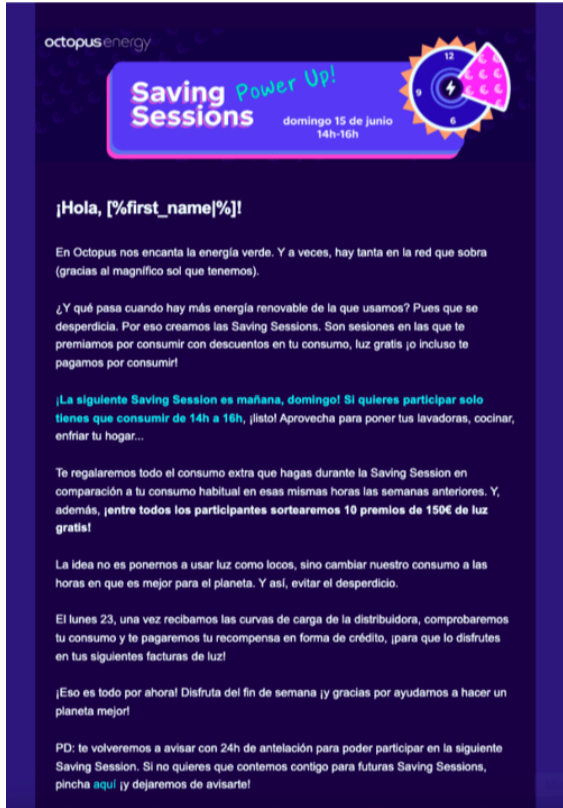 octopusenergy
Saving Power Up!
Sessions
domingo 15 de junio
14h-16h
12
9
6
¡Hola, [%first_name|%]!
En Octopus nos encanta la energía verde. Y a veces, hay tanta en la red que sobra
(gracias al magnífico sol que tenemos).
¿Y qué pasa cuando hay más energía renovable de la que usamos? Pues que se
desperdicia. Por eso creamos las Saving Sessions. Son sesiones en las que te
premiamos por consumir con descuentos en tu consumo, luz gratis ¡o incluso te
pagamos por consumir!
¡La siguiente Saving Session es mañana, domingo! Si quieres participar solo
tienes que consumir de 14h a 16h, ¡listo! Aprovecha para poner tus lavadoras, cocinar,
enfriar tu hogar...
Te regalaremos todo el consumo extra que hagas durante la Saving Session en
comparación a tu consumo habitual en esas mismas horas las semanas anteriores. Y,
además, ¡entre todos los participantes sortearemos 10 premios de 150€ de luz
gratis!
La idea no es ponernos a usar luz como locos, sino cambiar nuestro consumo a las
horas en que es mejor para el planeta. Y así, evitar el desperdicio.
El lunes 23, una vez recibamos las curvas de carga de la distribuidora, comprobaremos
tu consumo y te pagaremos tu recompensa en forma de crédito, ¡para que lo disfrutes
en tus siguientes facturas de luz!
¡Eso es todo por ahora! Disfruta del fin de semana ¡y gracias por ayudarnos a hacer un
planeta mejor!
PD: te volveremos a avisar con 24h de antelación para poder participar en la siguiente
Saving Session. Si no quieres que contemos contigo para futuras Saving Sessions,
pincha aquí ¡y dejaremos de avisarte!